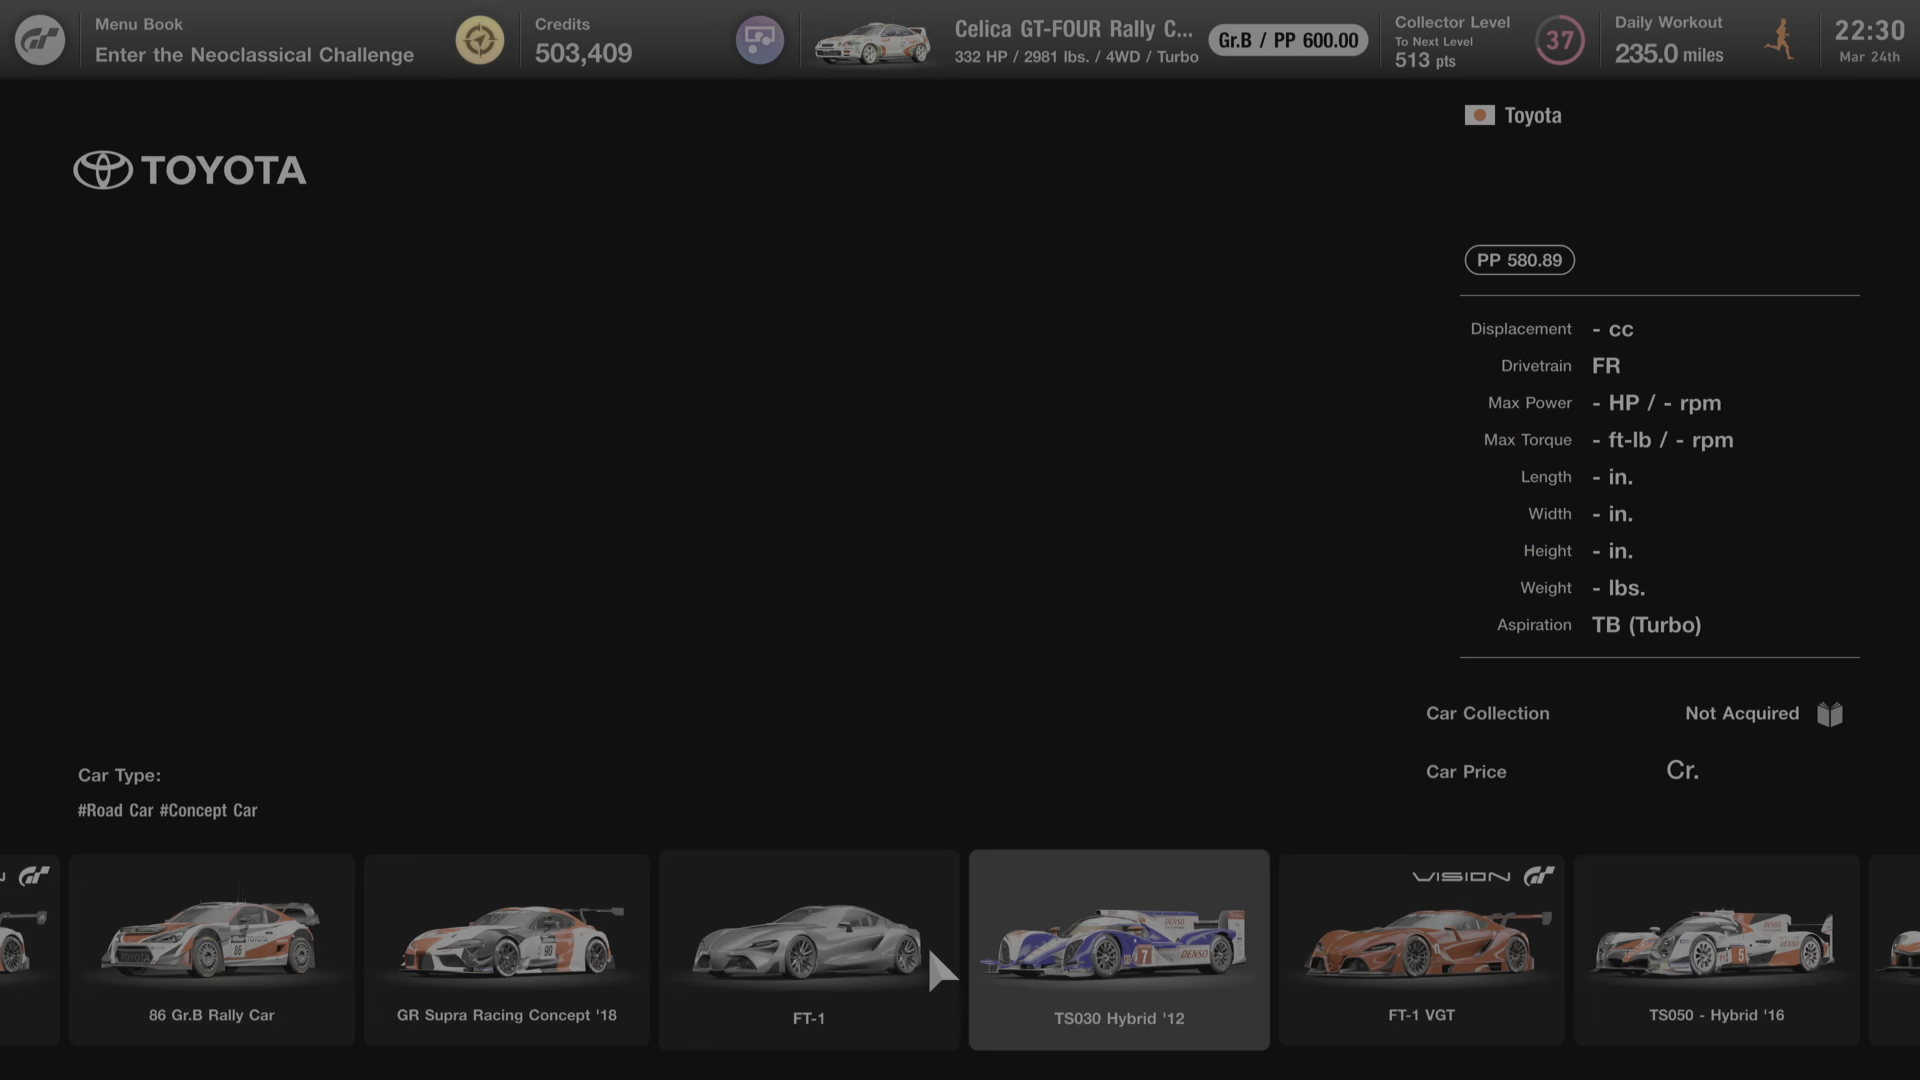 Menu Book
Enter the Neoclassical Challenge
Credits
503,409
Celica GT-FOUR Rally C...
332 HP / 2981 lbs. / 4WD / Turbo
Gr.B / PP 600.00
Collector Level
To Next Level
513 pts
37
Daily Workout
235.0 miles
22:30
Mar 24th
Toyota
TOYOTA
PP 580.89
Displacement - cc
Drivetrain FR
Max Power - HP / - rpm
Max Torque - ft-lb / - rpm
Length - in.
Width - in.
Height - in.
Weight - lbs.
Aspiration TB (Turbo)
Car Collection Not Acquired
Car Price Cr.
Car Type:
#Road Car #Concept Car
VISION GT
86 Gr.B Rally Car
GR Supra Racing Concept '18
FT-1
TS030 Hybrid '12
FT-1 VGT
TS050 - Hybrid '16